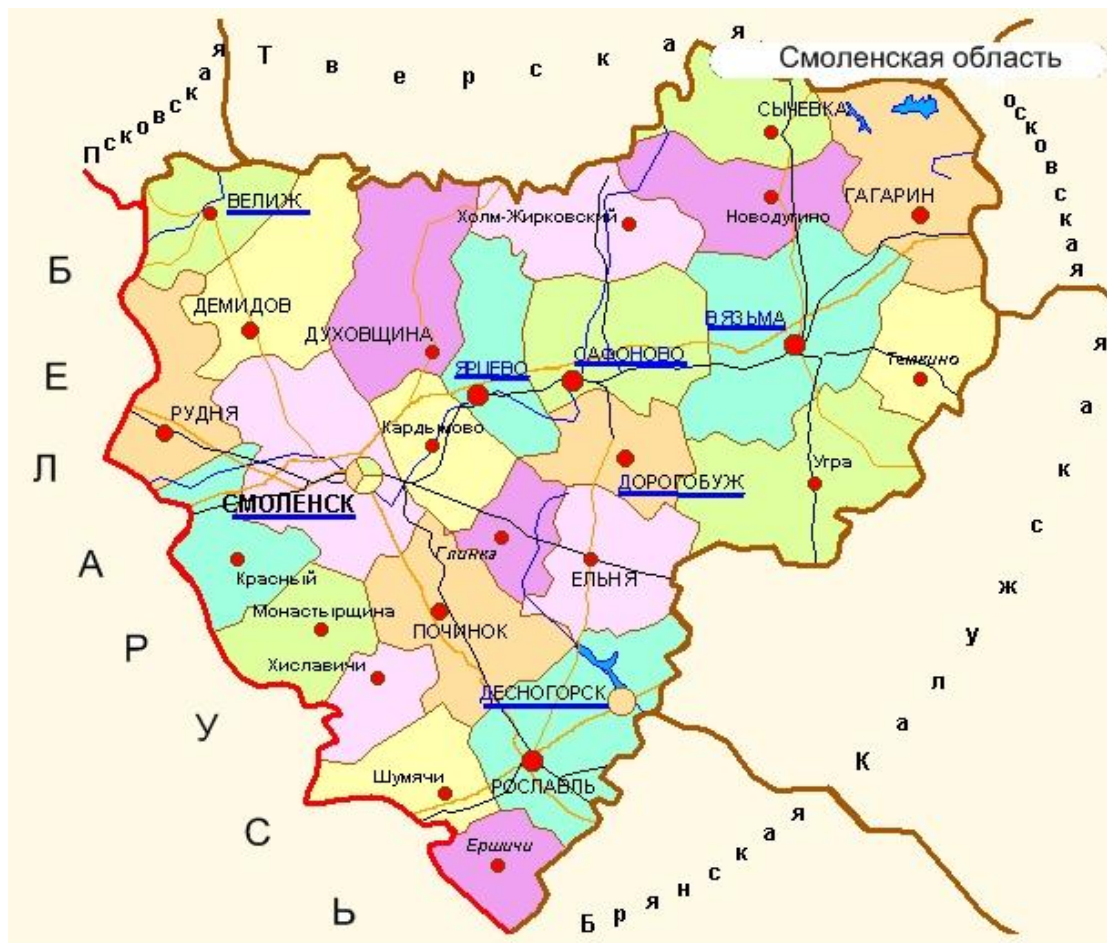 Смоленская область
Псковская
Тверская
осковская
СЫЧЕВКА
ВЕЛИЖ
ГАГАРИН
Холм-Жирковский
Новодугино
ДЕМИДОВ
ДУХОВЩИНА
ВЯЗЬМА
САФОНОВО
ЯРЦЕВО
Темкино
РУДНЯ
Кардымово
Угра
ДОРОГОБУЖ
СМОЛЕНСК
Глинка
ЕЛЬНЯ
Красный
Монастырщина
ПОЧИНОК
Хиславичи
ДЕСНОГОРСК
Шумячи
РОСЛАВЛЬ
Ершичи
БЕЛАРУСЬ
Калужская
Брянская